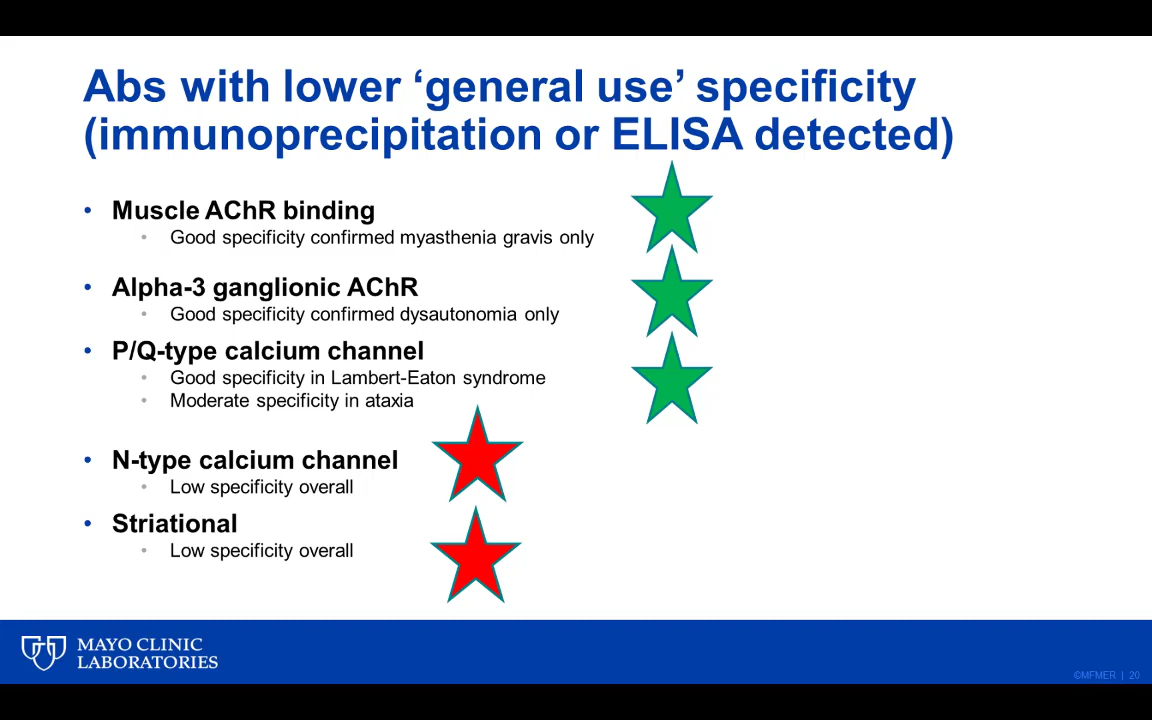 Abs with lower ‘general use’ specificity
(immunoprecipitation or ELISA detected)
• Muscle AChR binding
• Good specificity confirmed myasthenia gravis only
• Alpha-3 ganglionic AChR
• Good specificity confirmed dysautonomia only
• P/Q-type calcium channel
• Good specificity in Lambert-Eaton syndrome
• Moderate specificity in ataxia
• N-type calcium channel
• Low specificity overall
• Striational
• Low specificity overall
MAYO CLINIC
LABORATORIES
©MFMER | 20